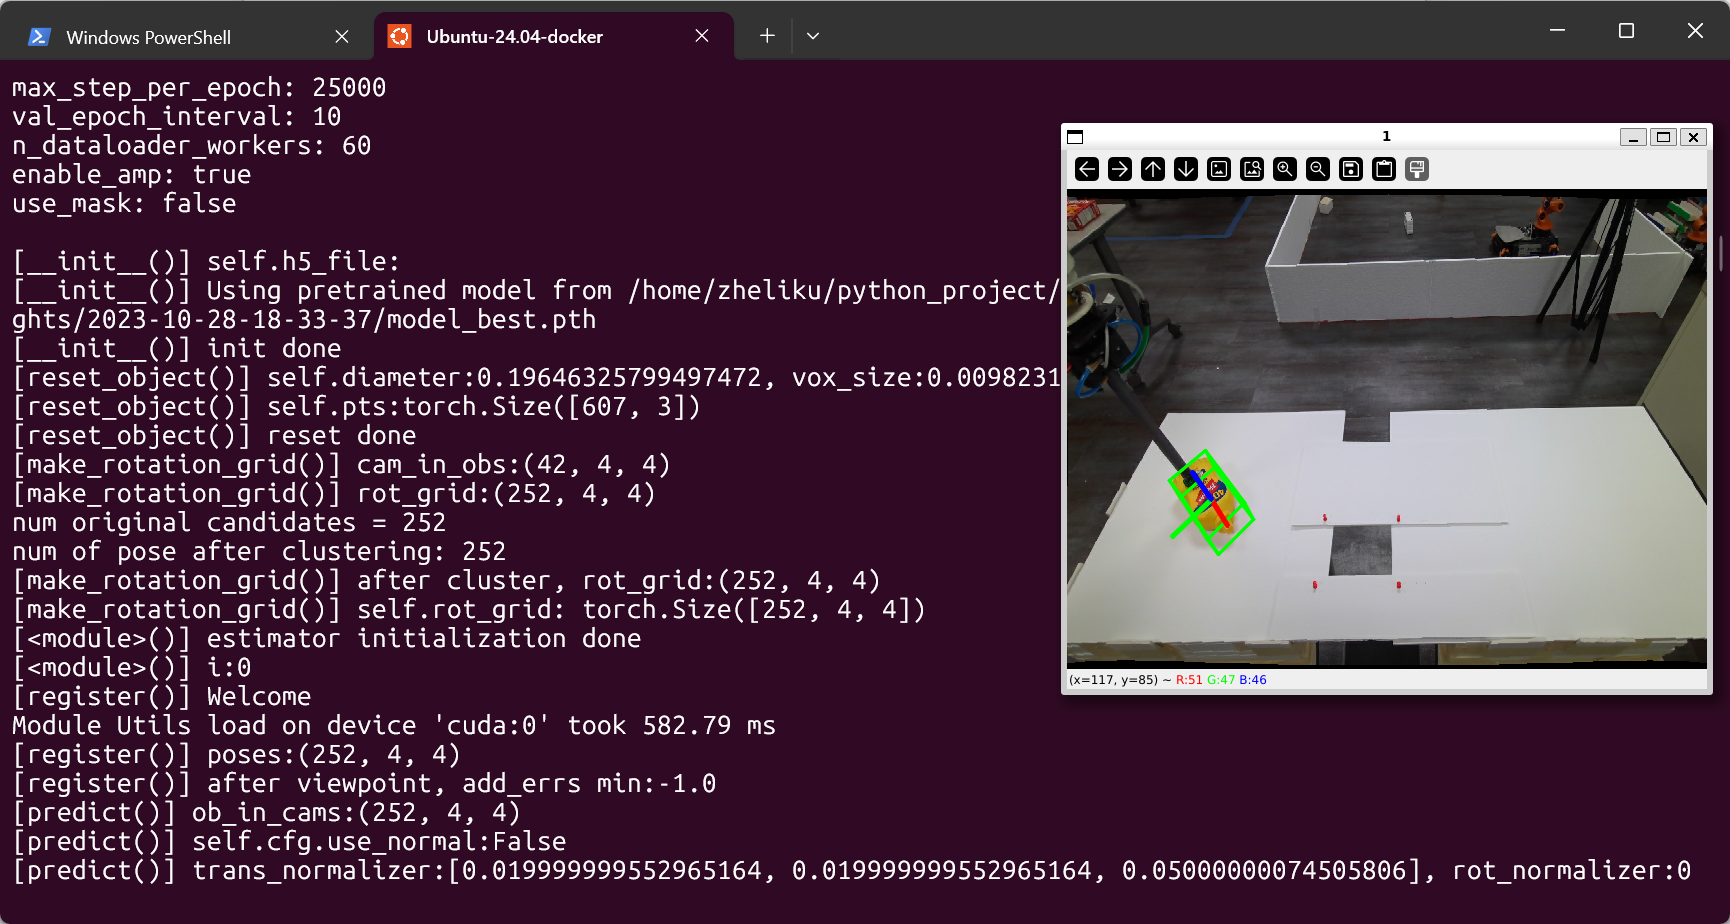 Windows PowerShell
Ubuntu-24.04-docker
max_step_per_epoch: 25000
val_epoch_interval: 10
n_dataloader_workers: 60
enable_amp: true
use_mask: false
[__init__()] self.h5_file:
[__init__()] Using pretrained model from /home/zheliku/python_project/
ghts/2023-10-28-18-33-37/model_best.pth
[__init__()] init done
[reset_object()] self.diameter:0.19646325799497472, vox_size:0.0098231
[reset_object()] self.pts:torch.Size([607, 3])
[reset_object()] reset done
[make_rotation_grid()] cam_in_obs:(42, 4, 4)
[make_rotation_grid()] rot_grid:(252, 4, 4)
num original candidates = 252
num of pose after clustering: 252
[make_rotation_grid()] after cluster, rot_grid:(252, 4, 4)
[make_rotation_grid()] self.rot_grid: torch.Size([252, 4, 4])
[<module>()] estimator initialization done
[<module>()] i:0
[register()] Welcome
Module Utils load on device 'cuda:0' took 582.79 ms
[register()] poses:(252, 4, 4)
[register()] after viewpoint, add_errs min:-1.0
[predict()] ob_in_cams:(252, 4, 4)
[predict()] self.cfg.use_normal:False
[predict()] trans_normalizer:[0.019999999552965164, 0.019999999552965164, 0.05000000074505806], rot_normalizer:0
1
(x=117, y=85) ~ R:51 G:47 B:46